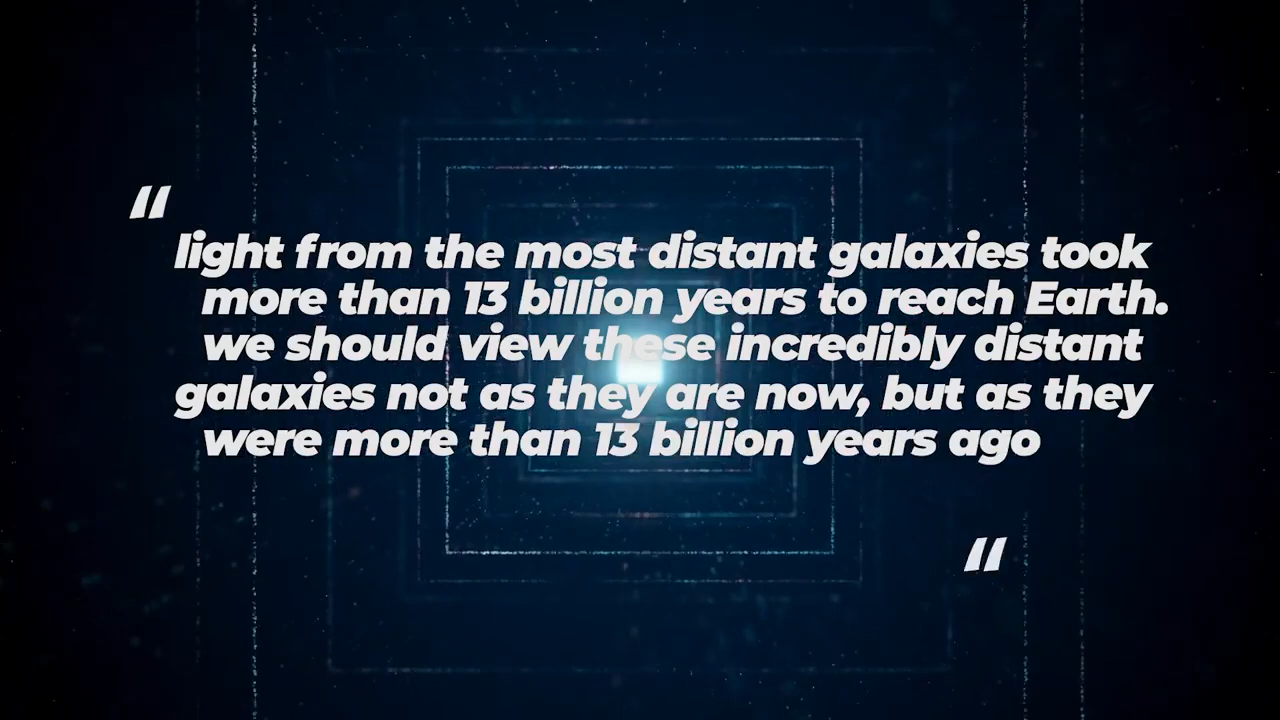 “
light from the most distant galaxies took
more than 13 billion years to reach Earth.
we should view these incredibly distant
galaxies not as they are now, but as they
were more than 13 billion years ago
“